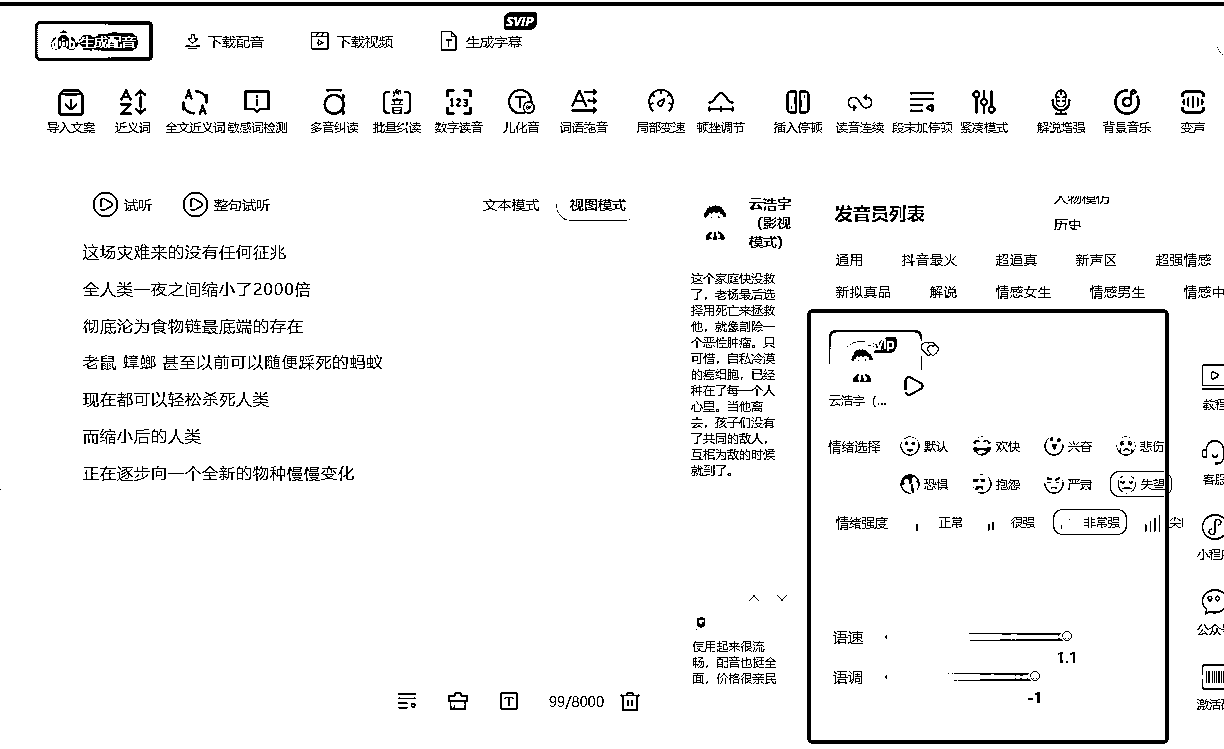 SVIP
生成配音 下载配音 下载视频 生成字幕
导入文案 近义词 全文近义词 敏感词检测 多音纠读 批量纠读 数字读音 儿化音 词语连音 局部变速 顿挫调节 插入停顿 读音连续 段末加停顿 紧凑模式 解说增强 背景音乐 变声
试听 整句试听 文本模式 视图模式
这场灾难来的没有任何征兆
全人类一夜之间缩小了2000倍
彻底沦为食物链最底端的存在
老鼠 蟑螂 甚至以前可以随便踩死的蚂蚁
现在都可以轻松杀死人类
而缩小后的人类
正在逐步向一个全新的物种慢慢变化
99/8000
云浩宇
（影视
模式）
这个家庭快没救
了，老杨最后选
择用死亡来拯救
他，就像割除一
个恶性肿瘤。只
可惜，自私冷漠
的癌细胞，已经
种在了每一个人
心里。当他离
去，孩子们没有
了共同的敌人，
互相为敌的时候
就到了。
使用起来很流
畅，配音也挺全
面，价格很亲民
发音员列表
人物模仿
历史
通用 抖音最火 超逼真 新声区 超强情感
新拟真品 解说 情感女生 情感男生 情感中
svip
云浩宇（...
情绪选择 默认 欢快 兴奋 悲伤
恐惧 抱怨 严肃 失望
情绪强度 正常 很强 非常强
语速
1.1
语调
-1
教程
客服
小程序
公众号
激活码